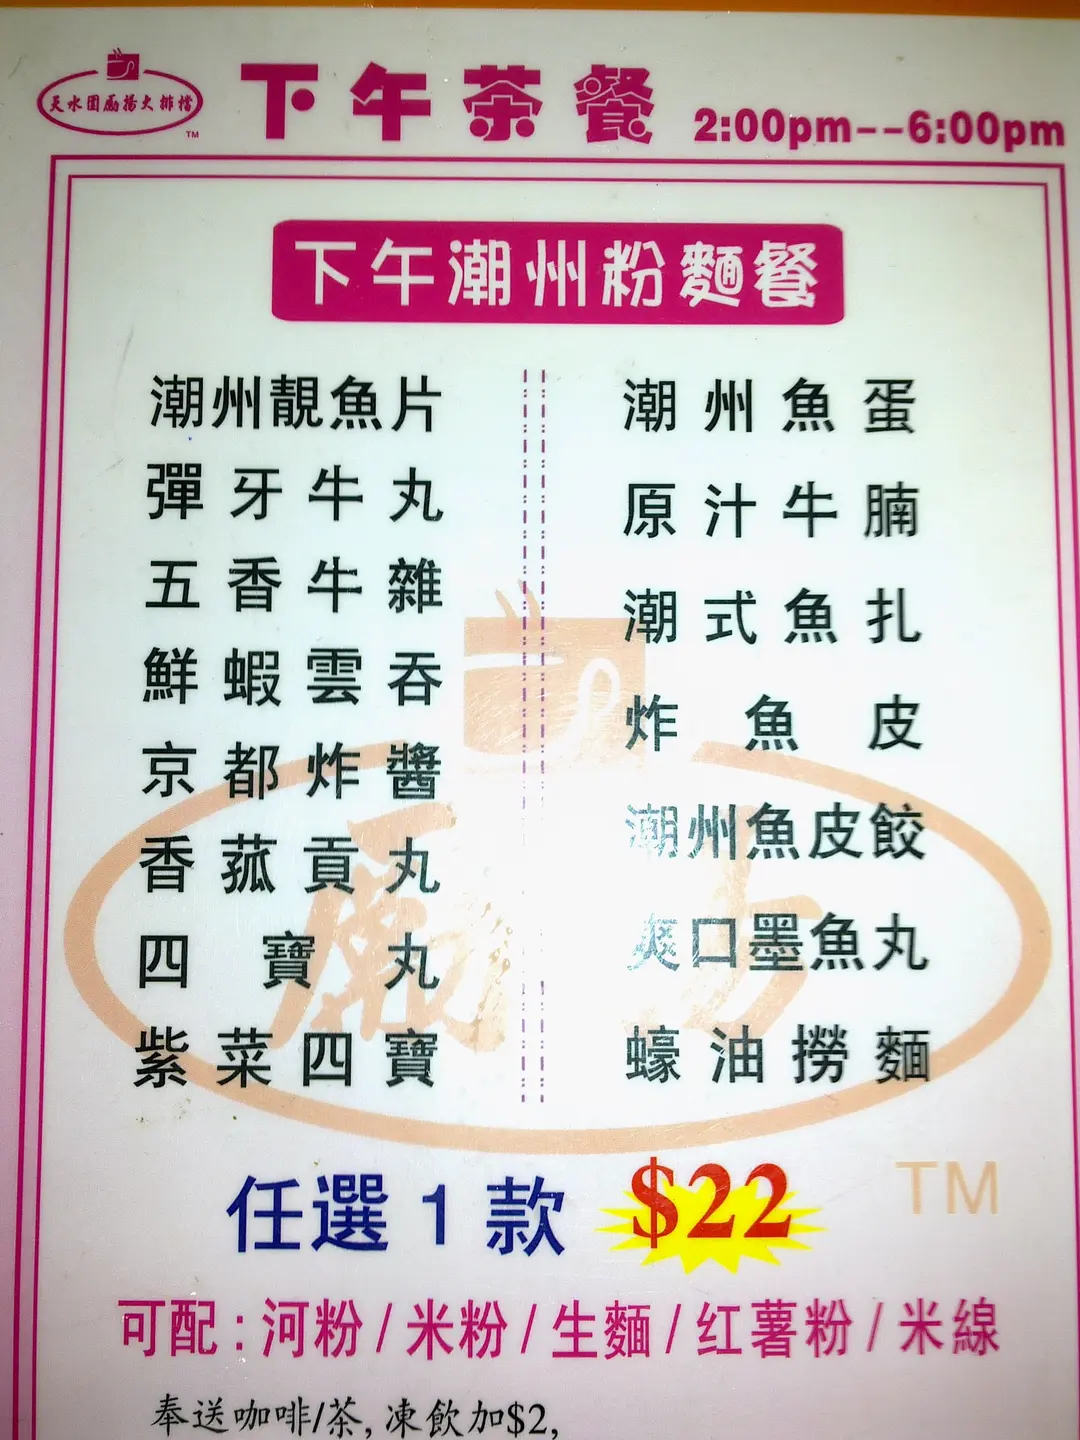 天水圍廚揚大排檔
TM
下午茶餐 2:00pm--6:00pm
下午潮州粉麵餐
潮州靚魚片
彈牙牛丸
五香牛雜
鮮蝦雲吞
京都炸醬
香菰貢丸
四寶丸
紫菜四寶
潮州魚蛋
原汁牛腩
潮式魚扎
炸魚皮
潮州魚皮餃
爽口墨魚丸
蠔油撈麵
任選1款 $22
TM
可配:河粉/米粉/生麵/红薯粉/米線
奉送咖啡/茶,凍飲加$2,